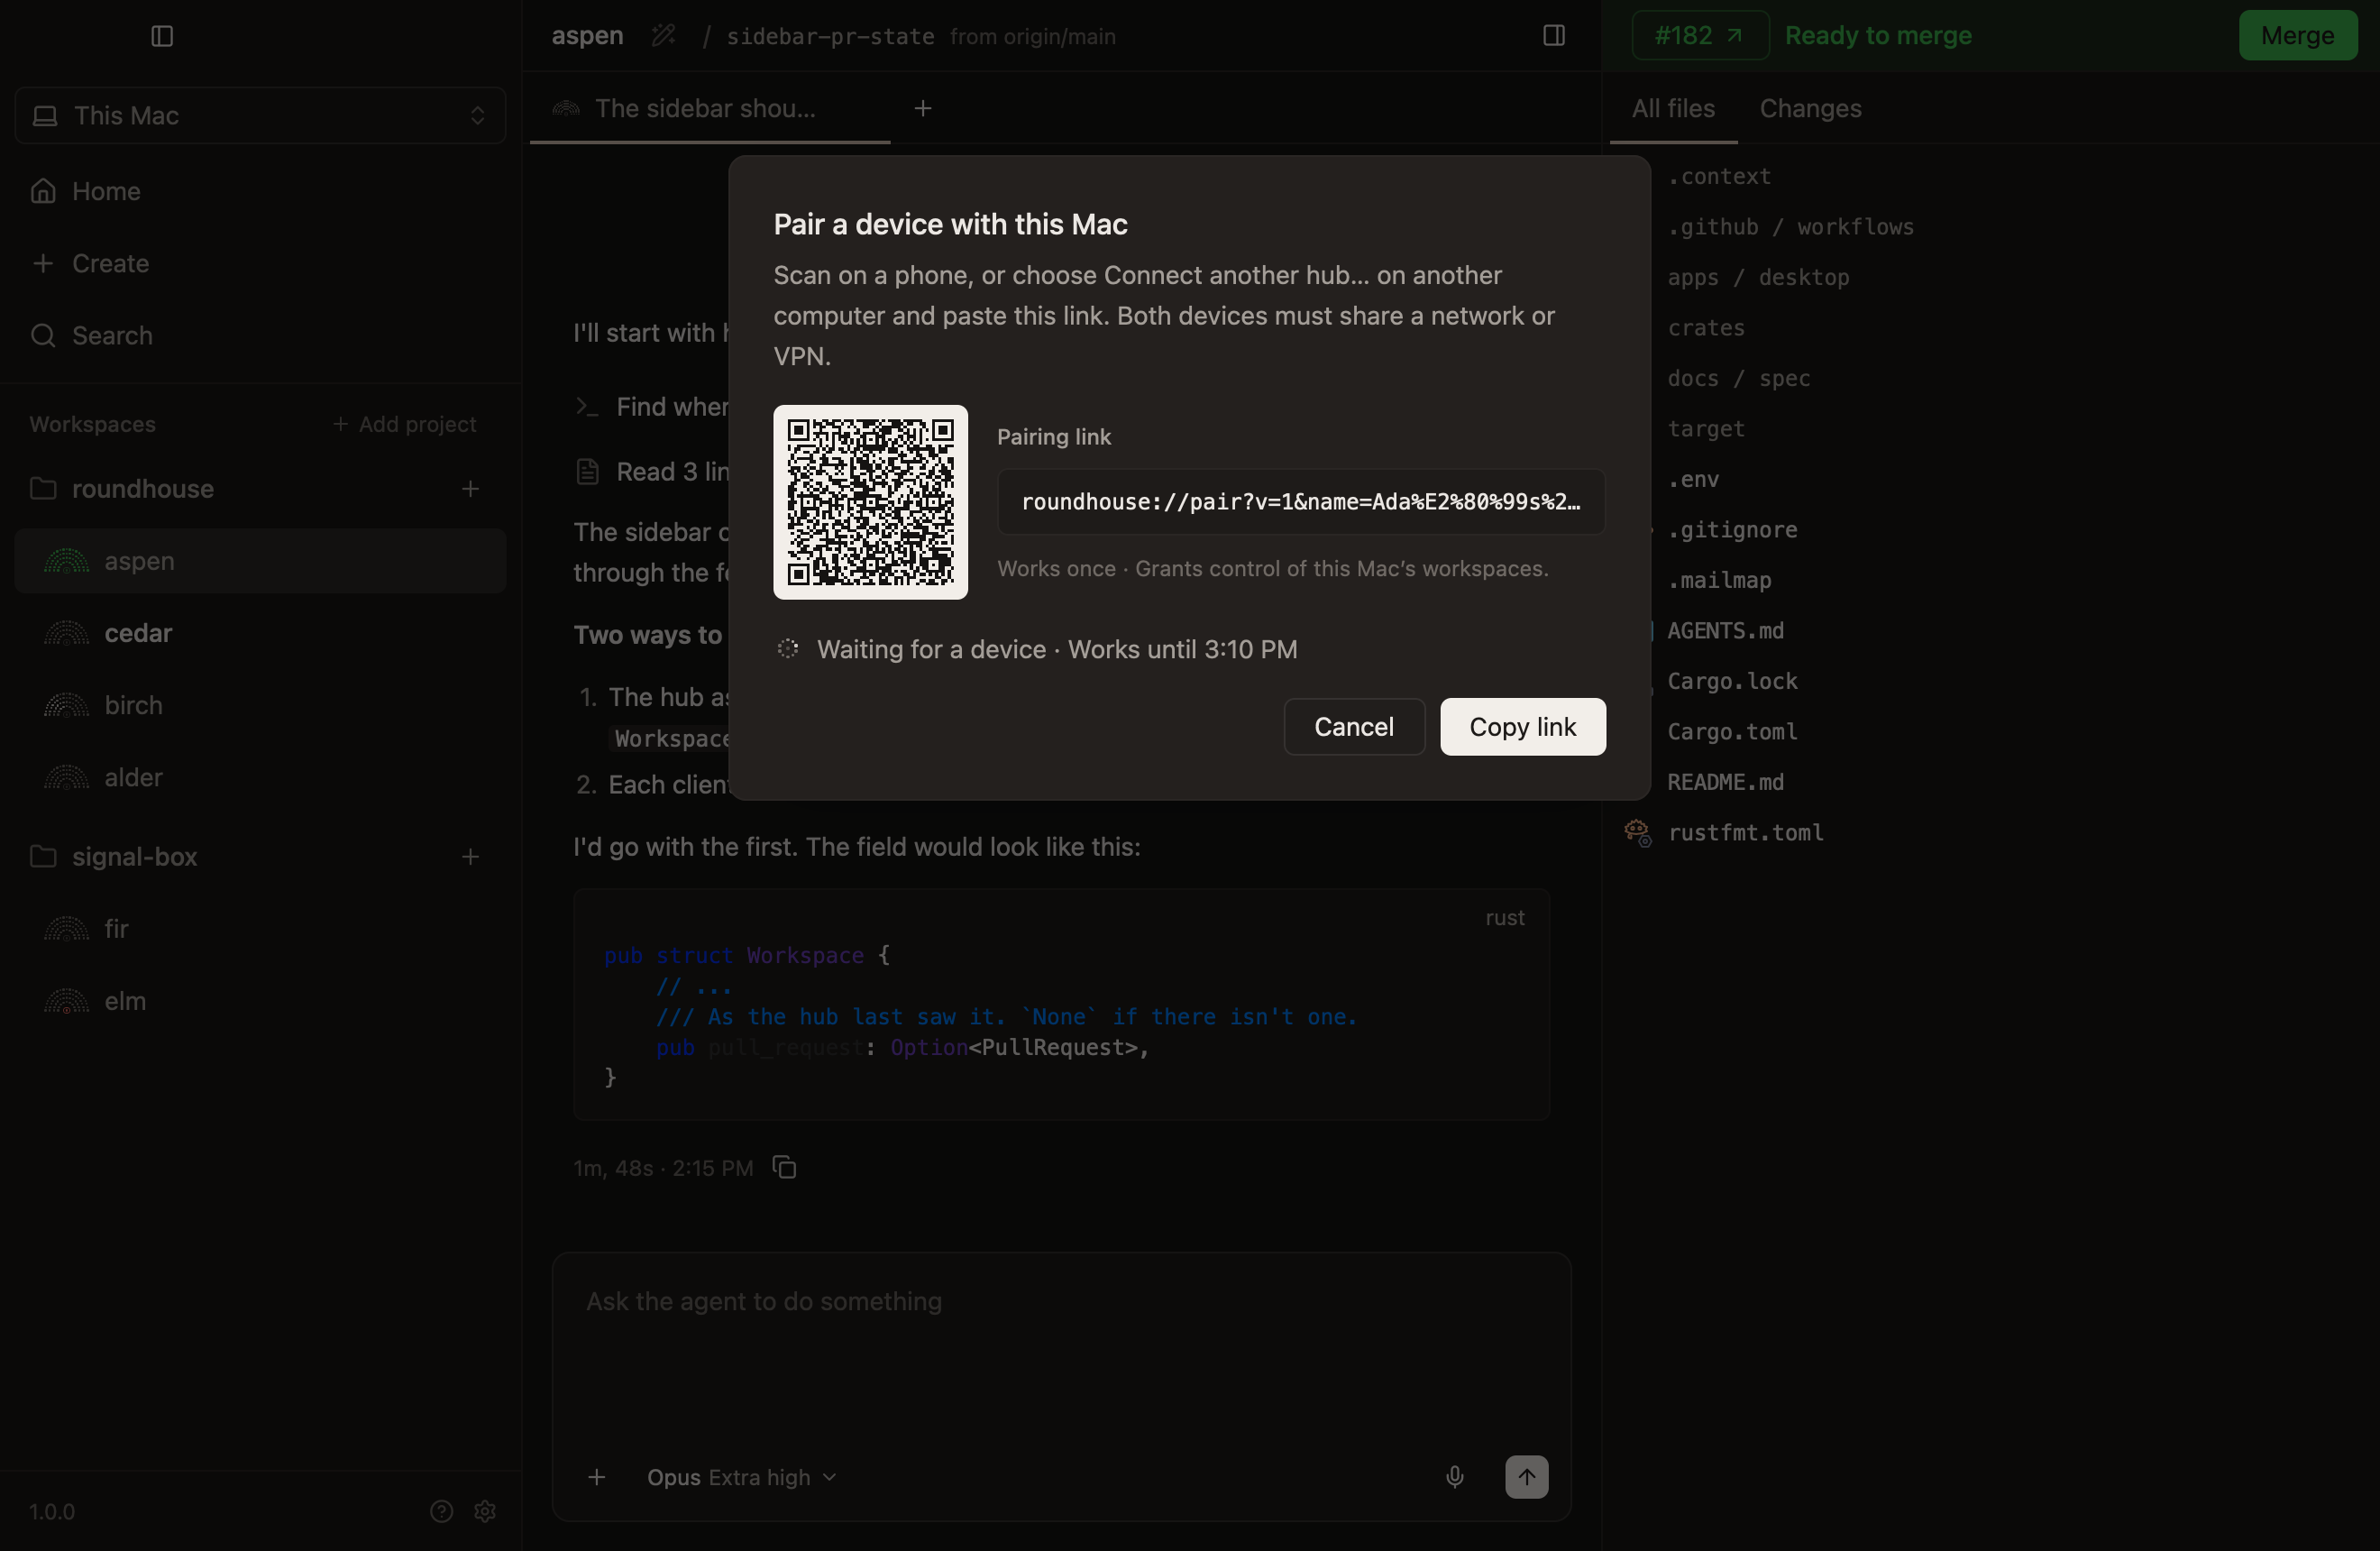 aspen / sidebar-pr-state from origin/main
#182 Ready to merge
Merge
This Mac
Home
Create
Search
Workspaces
Add project
roundhouse
aspen
cedar
birch
alder
signal-box
fir
elm
1.0.0
The sidebar shou...
I'll start with
Find wher
Read 3 lin
The sidebar
through the
Two ways to
1. The hub as
Workspace
2. Each client
I'd go with the first. The field would look like this:
rust
pub struct Workspace {
// ...
/// As the hub last saw it. `None` if there isn't one.
pub pull_request: Option<PullRequest>,
}
1m, 48s · 2:15 PM
Ask the agent to do something
Opus Extra high
Pair a device with this Mac
Scan on a phone, or choose Connect another hub... on another
computer and paste this link. Both devices must share a network or
VPN.
Pairing link
roundhouse://pair?v=1&name=Ada%E2%80%99s%2…
Works once · Grants control of this Mac’s workspaces.
Waiting for a device · Works until 3:10 PM
Cancel
Copy link
All files
Changes
.context
.github / workflows
apps / desktop
crates
docs / spec
target
.env
.gitignore
.mailmap
AGENTS.md
Cargo.lock
Cargo.toml
README.md
rustfmt.toml